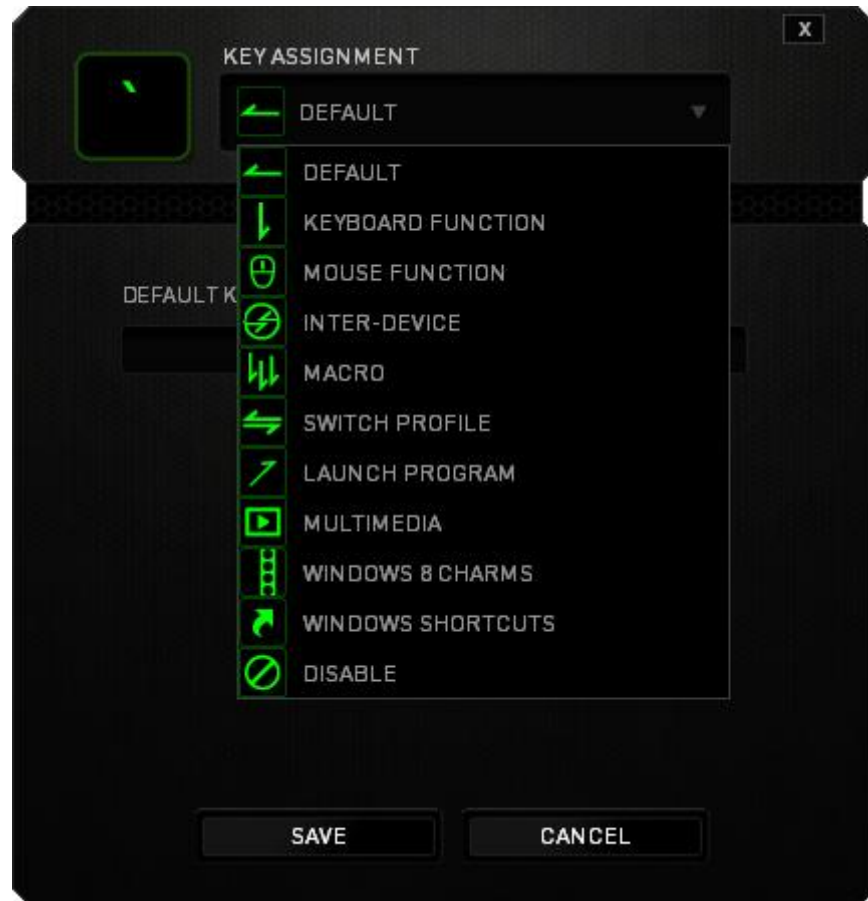 X
KEY ASSIGNMENT
`
DEFAULT
DEFAULT
KEYBOARD FUNCTION
MOUSE FUNCTION
DEFAULT K
INTER-DEVICE
MACRO
SWITCH PROFILE
LAUNCH PROGRAM
MULTIMEDIA
WINDOWS 8 CHARMS
WINDOWS SHORTCUTS
DISABLE
SAVE CANCEL